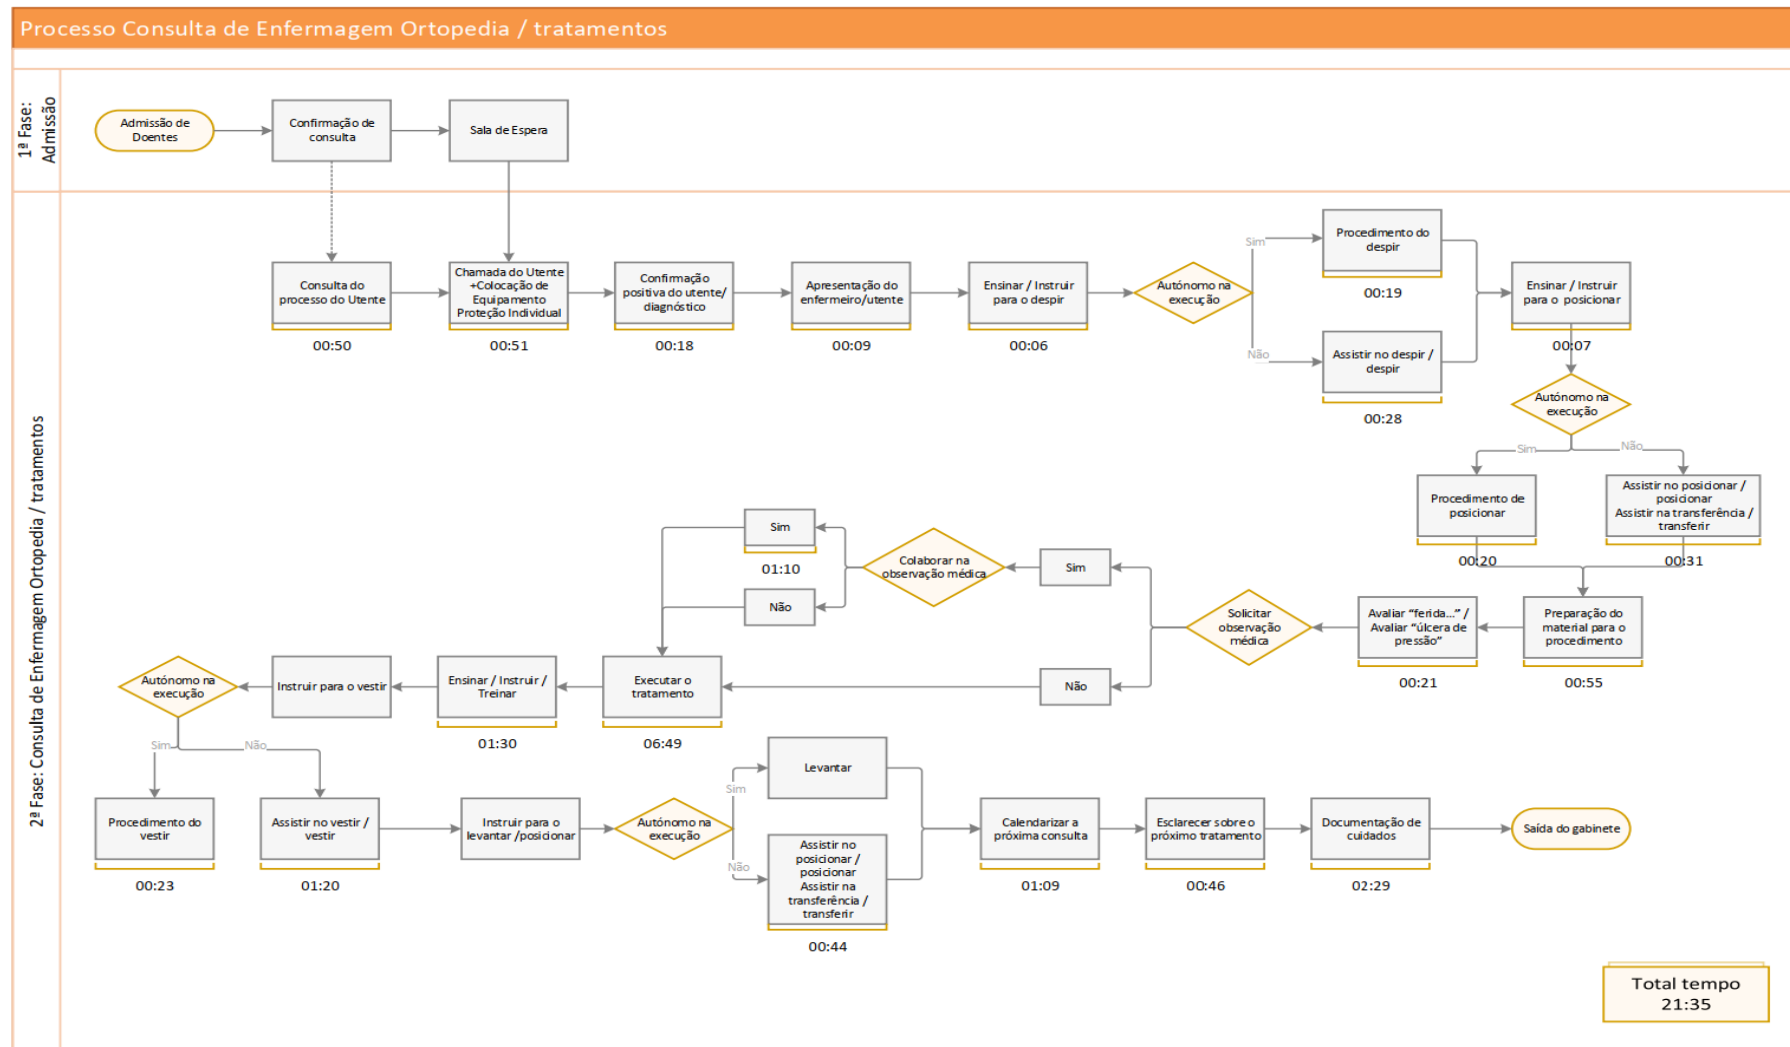 Processo Consulta de Enfermagem Ortopedia / tratamentos
1ª Fase:
Admissão
Admissão de
Doentes
Confirmação de
consulta
Sala de Espera
2ª Fase: Consulta de Enfermagem Ortopedia / tratamentos
Consulta do
processo do Utente
00:50
Chamada do Utente
+Colocação de
Equipamento
Proteção Individual
00:51
Confirmação
positiva do utente/
diagnóstico
00:18
Apresentação do
enfermeiro/utente
00:09
Ensinar / Instruir
para o despir
00:06
Autónomo na
execução
Sim
Não
Procedimento do
despir
00:19
Assistir no despir /
despir
00:28
Ensinar / Instruir
para o posicionar
00:07
Autónomo na
execução
Sim
Não
Procedimento de
posicionar
00:20
Assistir no posicionar /
posicionar
Assistir na transferência /
transferir
00:31
Preparação do
material para o
procedimento
00:55
Avaliar “ferida...” /
Avaliar “úlcera de
pressão”
00:21
Solicitar
observação
médica
Sim
Não
Colaborar na
observação médica
Sim
01:10
Não
Executar o
tratamento
06:49
Ensinar / Instruir /
Treinar
01:30
Instruir para o vestir
Autónomo na
execução
Sim
Não
Procedimento do
vestir
00:23
Assistir no vestir /
vestir
01:20
Instruir para o
levantar /posicionar
Autónomo na
execução
Sim
Não
Levantar
Assistir no
posicionar /
posicionar
Assistir na
transferência /
transferir
00:44
Calendarizar a
próxima consulta
01:09
Esclarecer sobre o
próximo tratamento
00:46
Documentação de
cuidados
02:29
Saída do gabinete
Total tempo
21:35